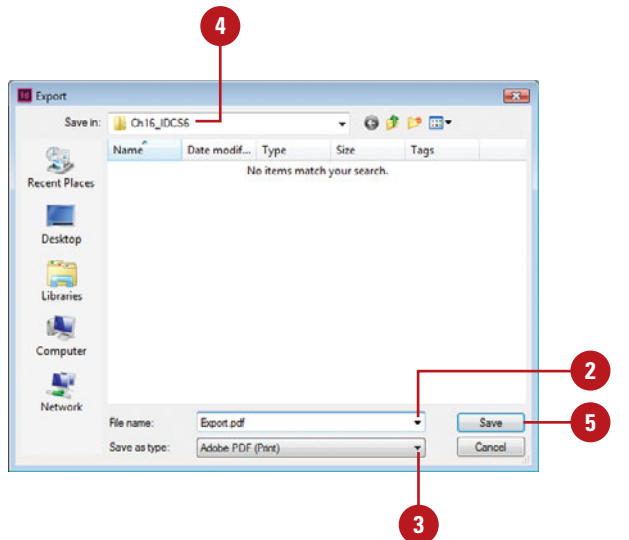 4
Id Export
Save in: Ch16_IDCS6
Name Date modif... Type Size Tags
No items match your search.
Recent Places
Desktop
Libraries
Computer
Network
2
File name: Export.pdf Save
5
Save as type: Adobe PDF (Print) Cancel
3